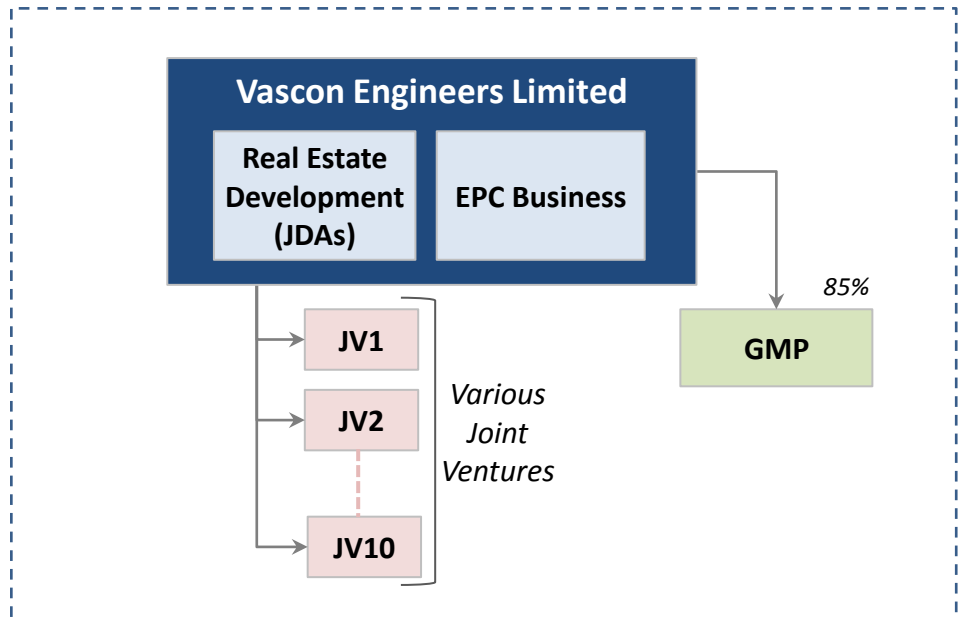 Vascon Engineers Limited
Real Estate
Development
(JDAs)
EPC Business
85%
GMP
JV1
JV2
JV10
Various
Joint
Ventures